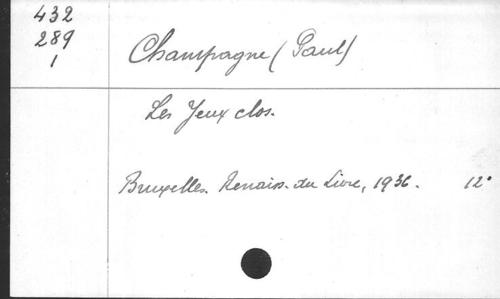 432
289
1
Champagne (Paul)
Les Yeux clos.
Bruxelles. Renaiss. du Livre, 1936. 12°